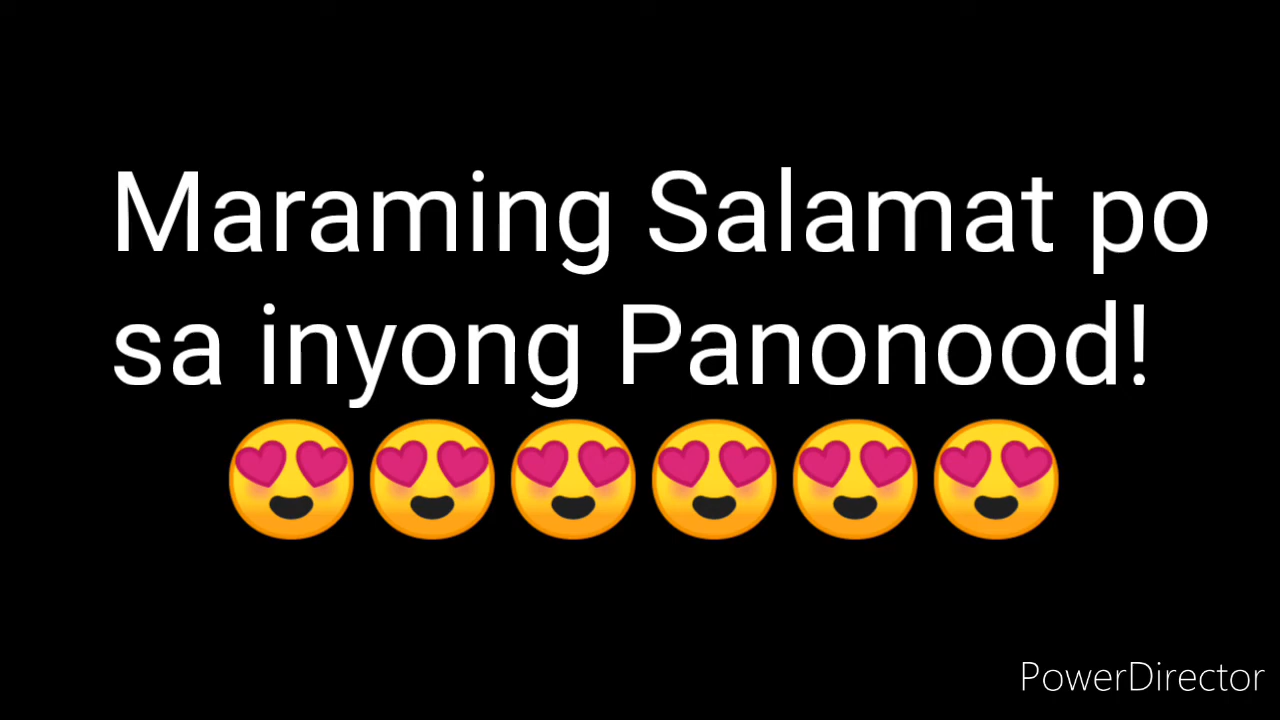 Maraming Salamat po
sa inyong Panonood!
😍😍😍😍😍😍
PowerDirector